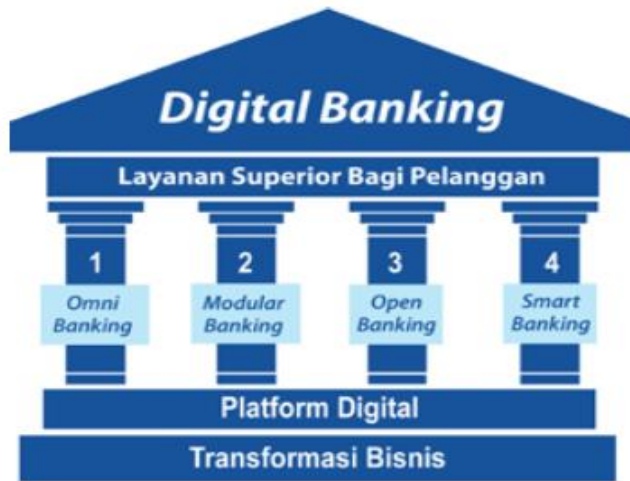 Digital Banking
Layanan Superior Bagi Pelanggan
1
Omni
Banking
2
Modular
Banking
3
Open
Banking
4
Smart
Banking
Platform Digital
Transformasi Bisnis